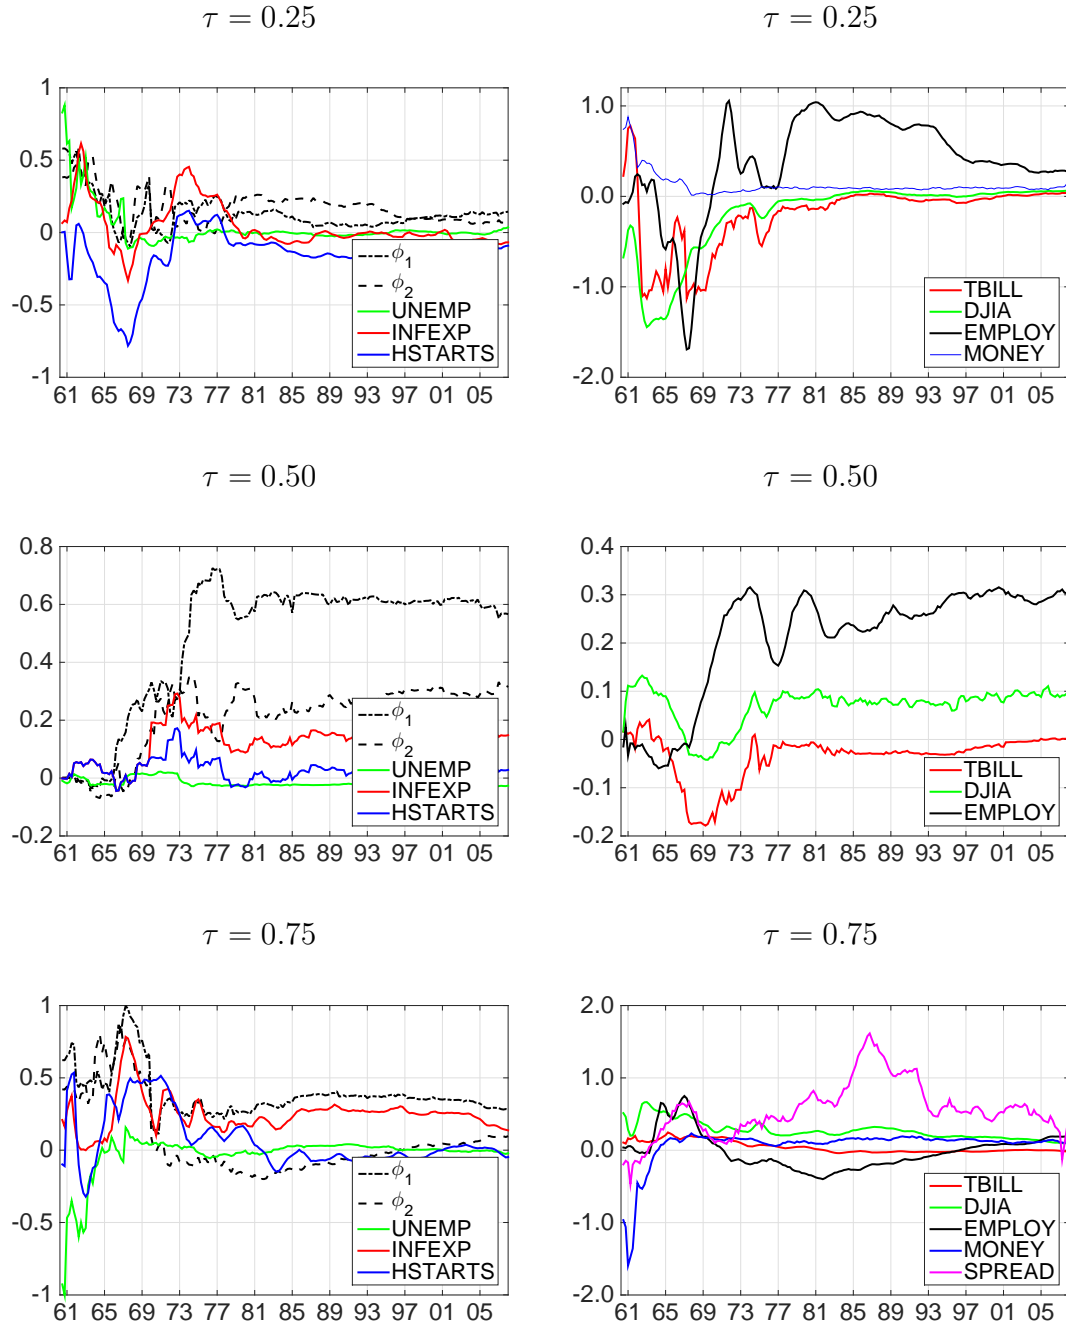 τ = 0.25
1
0.5
0
-0.5
-1
ϕ1
ϕ2
UNEMP
INFEXP
HSTARTS
61 65 69 73 77 81 85 89 93 97 01 05
τ = 0.25
1.0
0.0
-1.0
-2.0
TBILL
DJIA
EMPLOY
MONEY
61 65 69 73 77 81 85 89 93 97 01 05
τ = 0.50
0.8
0.6
0.4
0.2
0
-0.2
ϕ1
ϕ2
UNEMP
INFEXP
HSTARTS
61 65 69 73 77 81 85 89 93 97 01 05
τ = 0.50
0.4
0.3
0.2
0.1
0
-0.1
-0.2
TBILL
DJIA
EMPLOY
61 65 69 73 77 81 85 89 93 97 01 05
τ = 0.75
1
0.5
0
-0.5
-1
ϕ1
ϕ2
UNEMP
INFEXP
HSTARTS
61 65 69 73 77 81 85 89 93 97 01 05
τ = 0.75
2.0
1.0
0.0
-1.0
-2.0
TBILL
DJIA
EMPLOY
MONEY
SPREAD
61 65 69 73 77 81 85 89 93 97 01 05